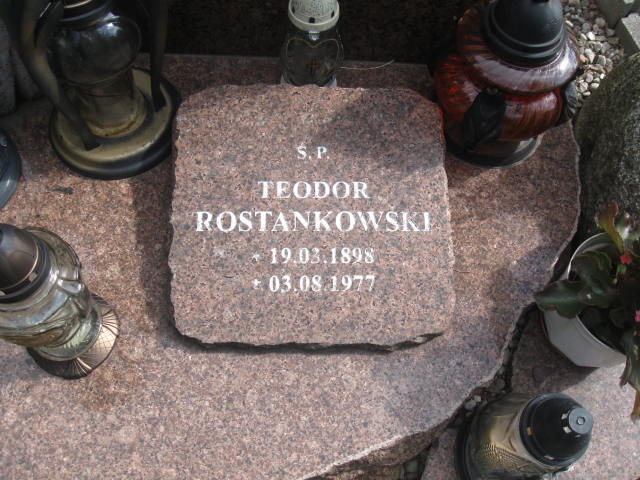 Ś. P.
TEODOR
ROSTANKOWSKI
* 19.03.1898
+ 03.08.1977